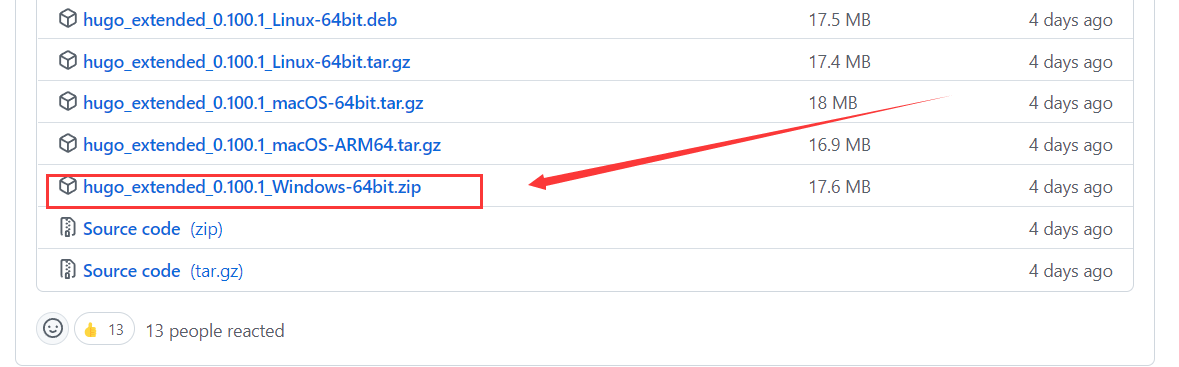 hugo_extended_0.100.1_Linux-64bit.deb 17.5 MB 4 days ago
hugo_extended_0.100.1_Linux-64bit.tar.gz 17.4 MB 4 days ago
hugo_extended_0.100.1_macOS-64bit.tar.gz 18 MB 4 days ago
hugo_extended_0.100.1_macOS-ARM64.tar.gz 16.9 MB 4 days ago
hugo_extended_0.100.1_Windows-64bit.zip 17.6 MB 4 days ago
Source code (zip) 4 days ago
Source code (tar.gz) 4 days ago
13 13 people reacted